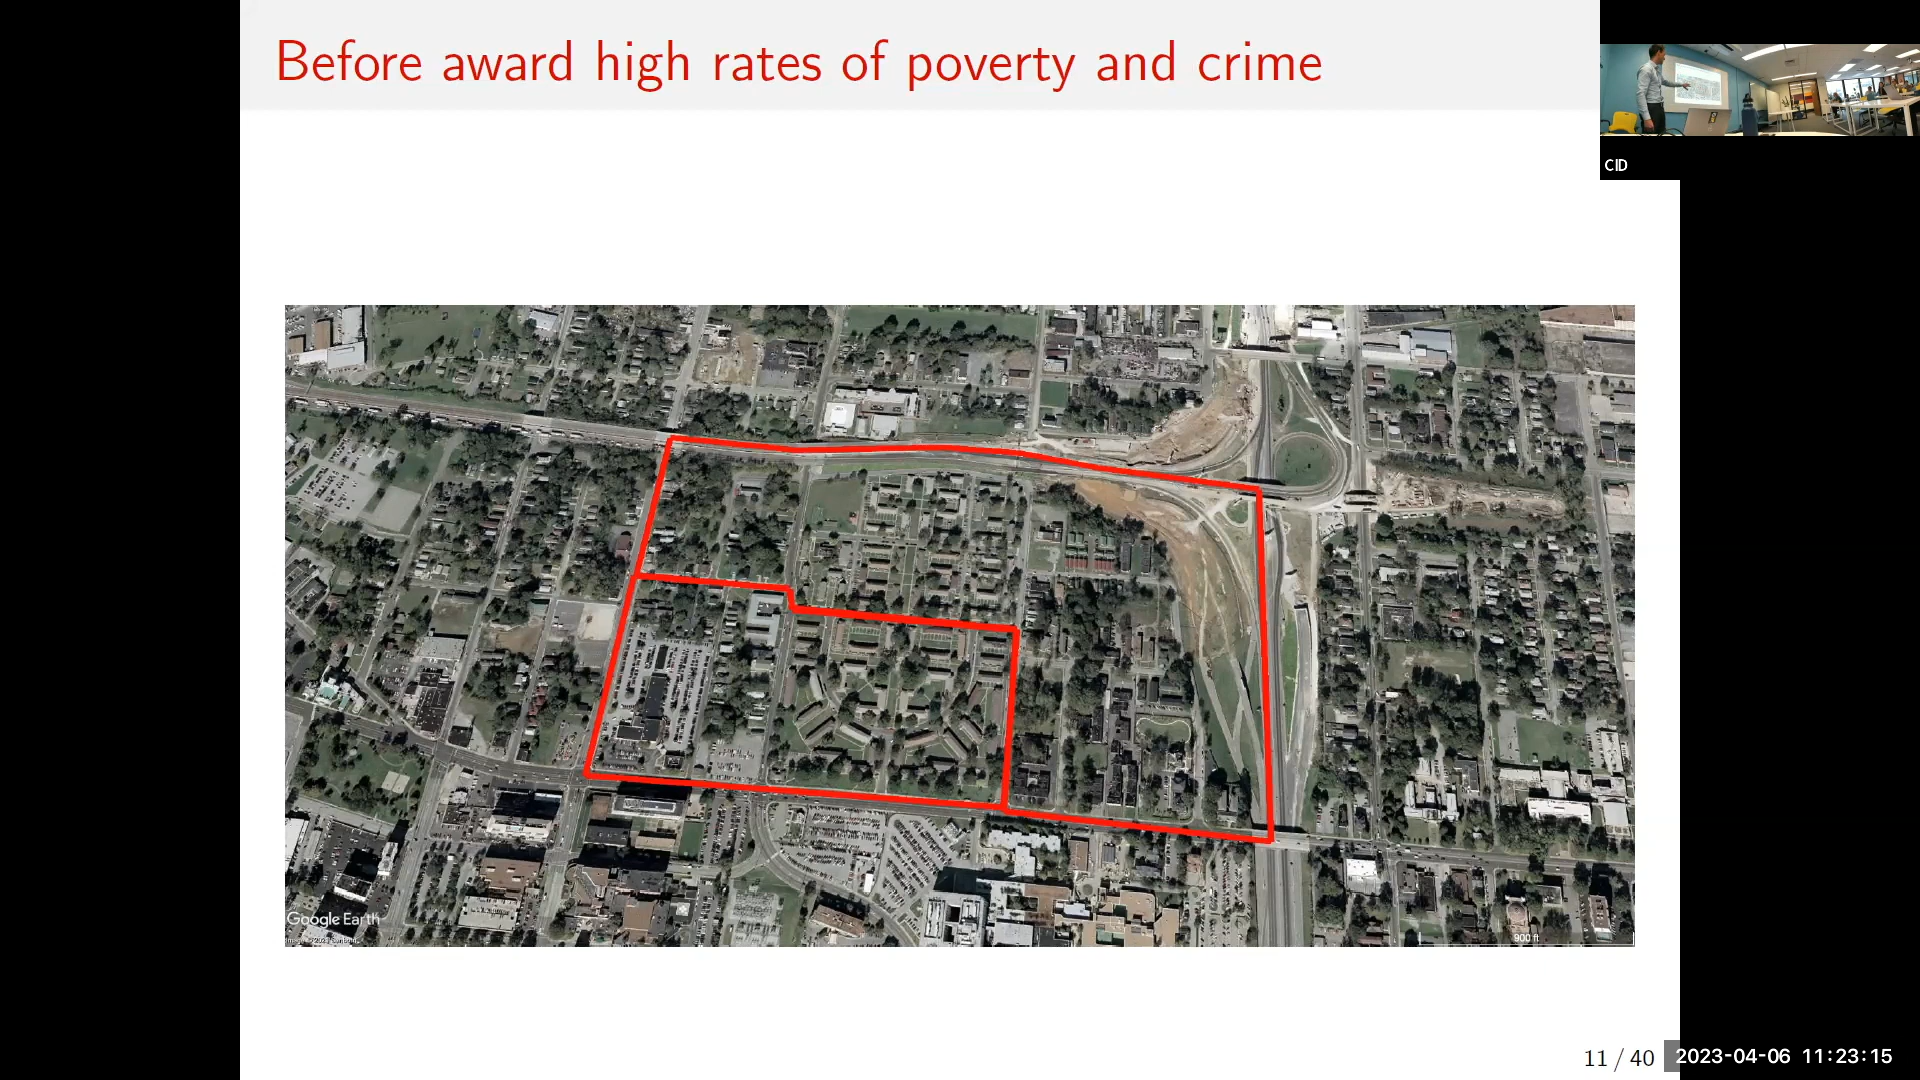 Before award high rates of poverty and crime
CID
Google Earth
900 ft
11 / 40
2023-04-06 11:23:15